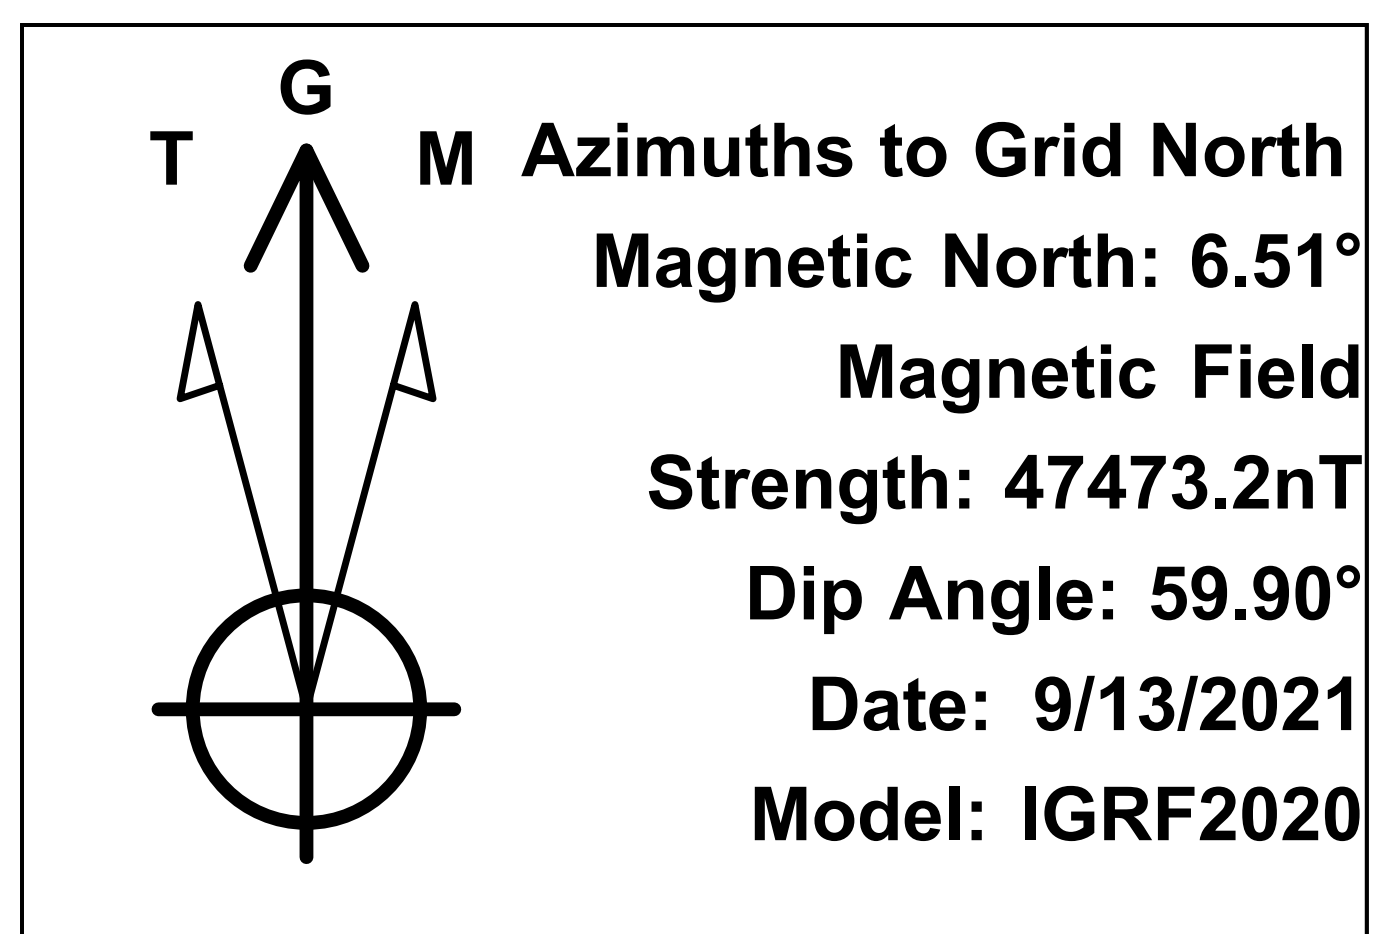 G
T
M
Azimuths to Grid North
Magnetic North: 6.51°
Magnetic Field
Strength: 47473.2nT
Dip Angle: 59.90°
Date: 9/13/2021
Model: IGRF2020